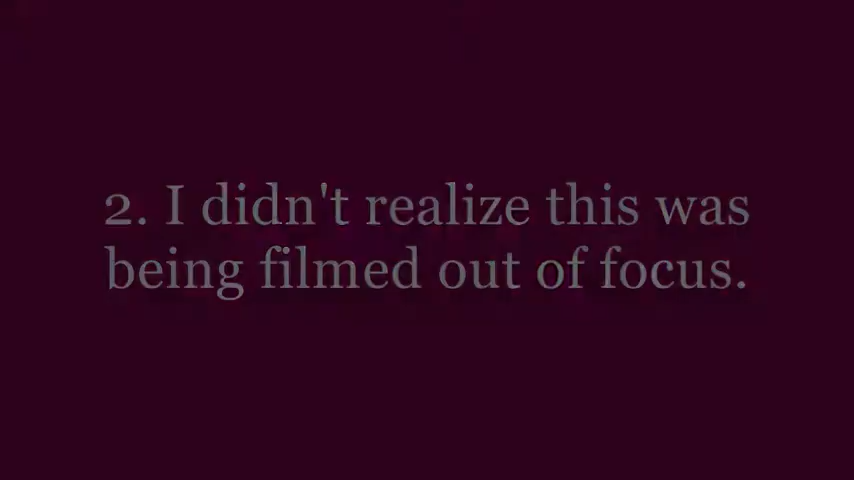 2. I didn't realize this was
being filmed out of focus.